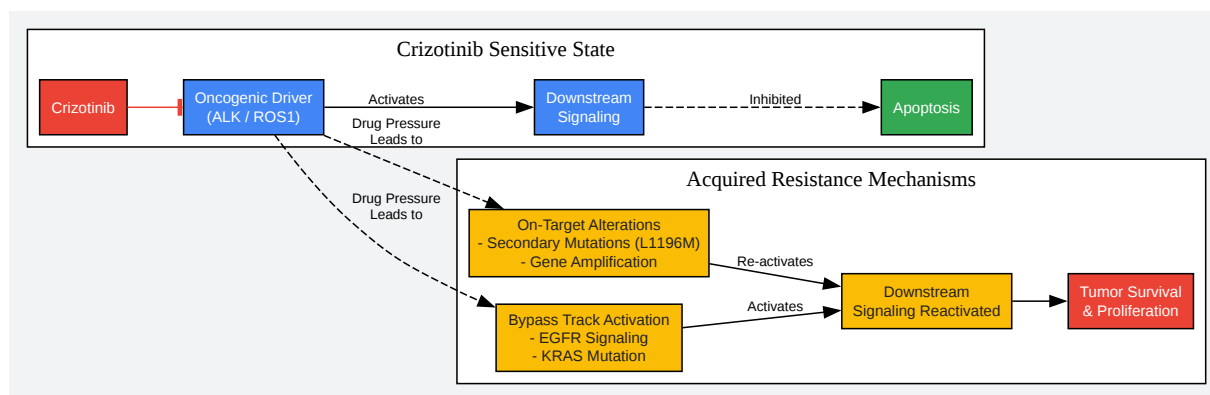 Crizotinib Sensitive State
Crizotinib
Oncogenic Driver
(ALK / ROS1)
Activates
Downstream
Signaling
Inhibited
Apoptosis
Drug Pressure
Leads to
Drug Pressure
Leads to
Acquired Resistance Mechanisms
On-Target Alterations
- Secondary Mutations (L1196M)
- Gene Amplification
Re-activates
Bypass Track Activation
- EGFR Signaling
- KRAS Mutation
Activates
Downstream
Signaling Reactivated
Tumor Survival
& Proliferation